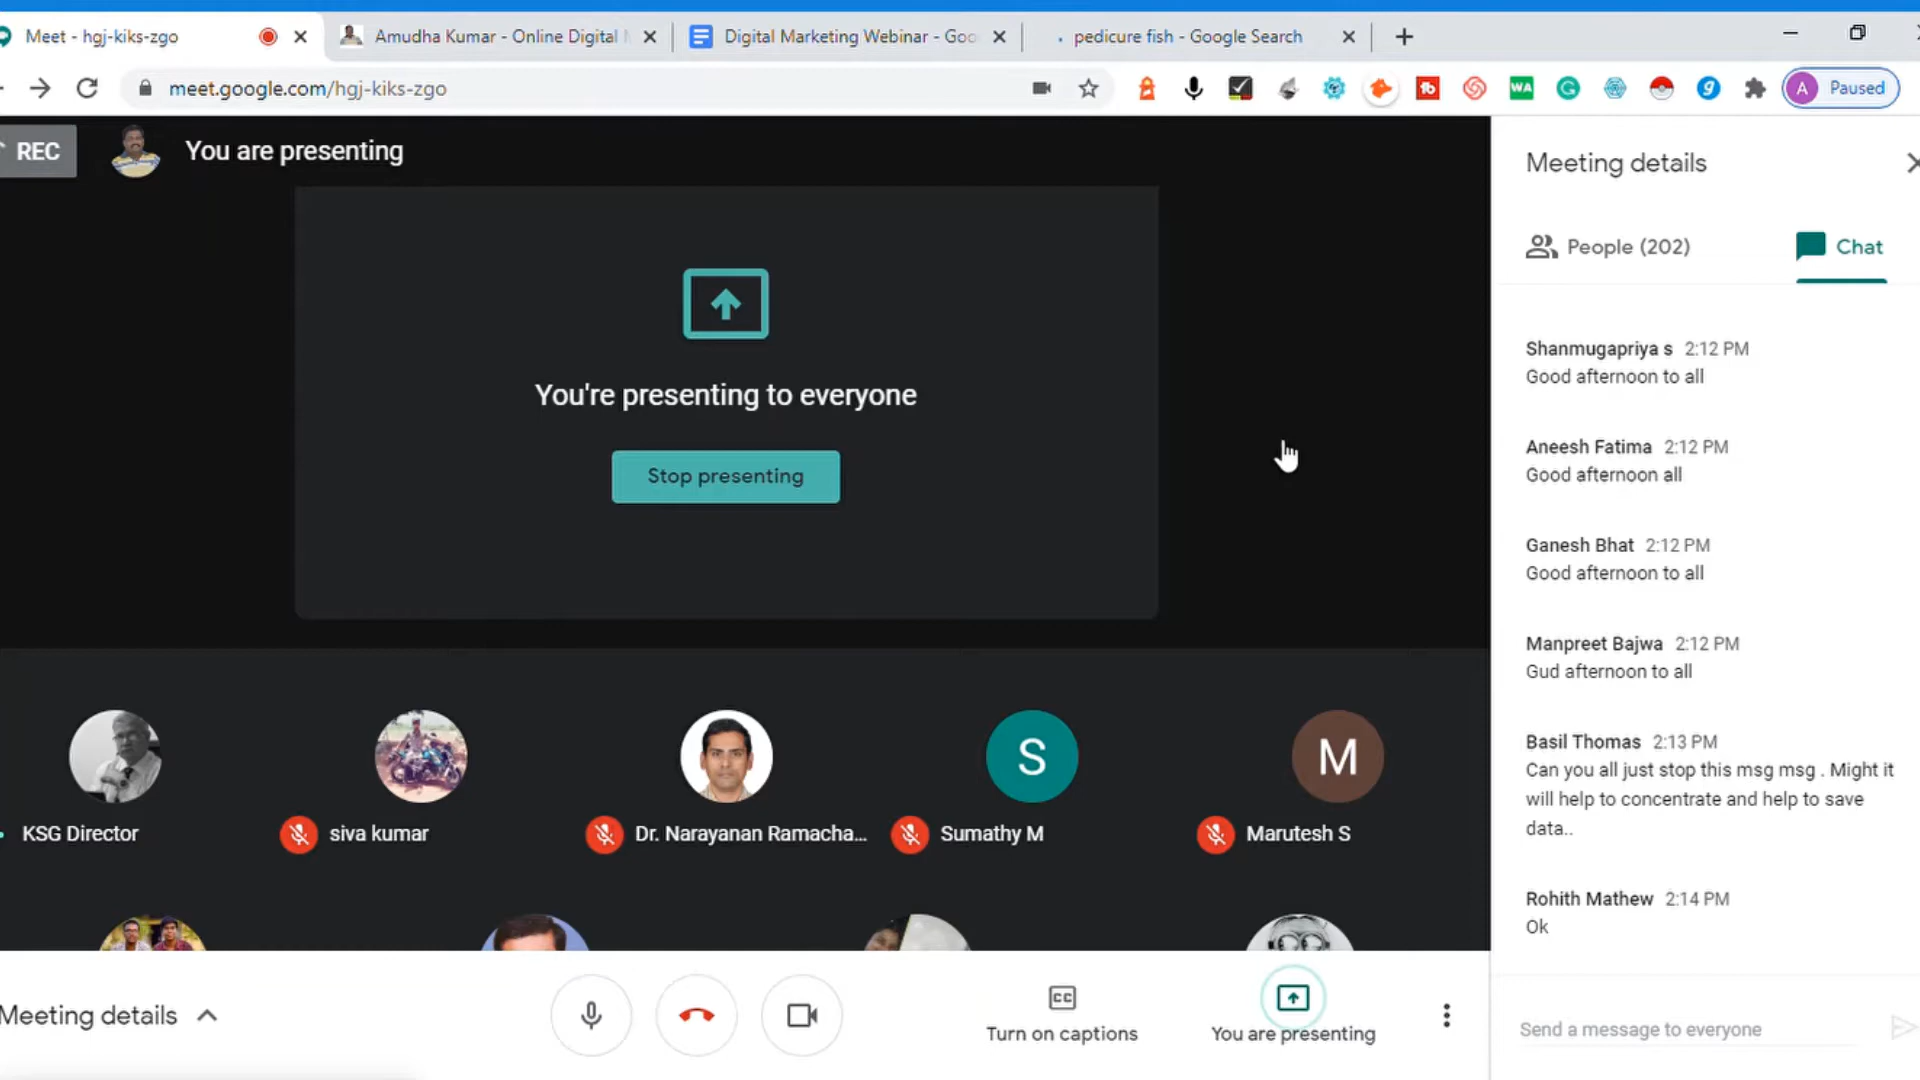 Meet - hgj-kiks-zgo
Amudha Kumar - Online Digital
Digital Marketing Webinar - Goo
pedicure fish - Google Search
meet.google.com/hgj-kiks-zgo
tb
WA
G
g
A Paused
REC
You are presenting
You're presenting to everyone
Stop presenting
S
M
KSG Director
siva kumar
Dr. Narayanan Ramacha...
Sumathy M
Marutesh S
Meeting details
CC
Turn on captions
You are presenting
Meeting details
People (202)
Chat
Shanmugapriya s 2:12 PM
Good afternoon to all
Aneesh Fatima 2:12 PM
Good afternoon all
Ganesh Bhat 2:12 PM
Good afternoon to all
Manpreet Bajwa 2:12 PM
Gud afternoon to all
Basil Thomas 2:13 PM
Can you all just stop this msg msg . Might it
will help to concentrate and help to save
data..
Rohith Mathew 2:14 PM
Ok
Send a message to everyone